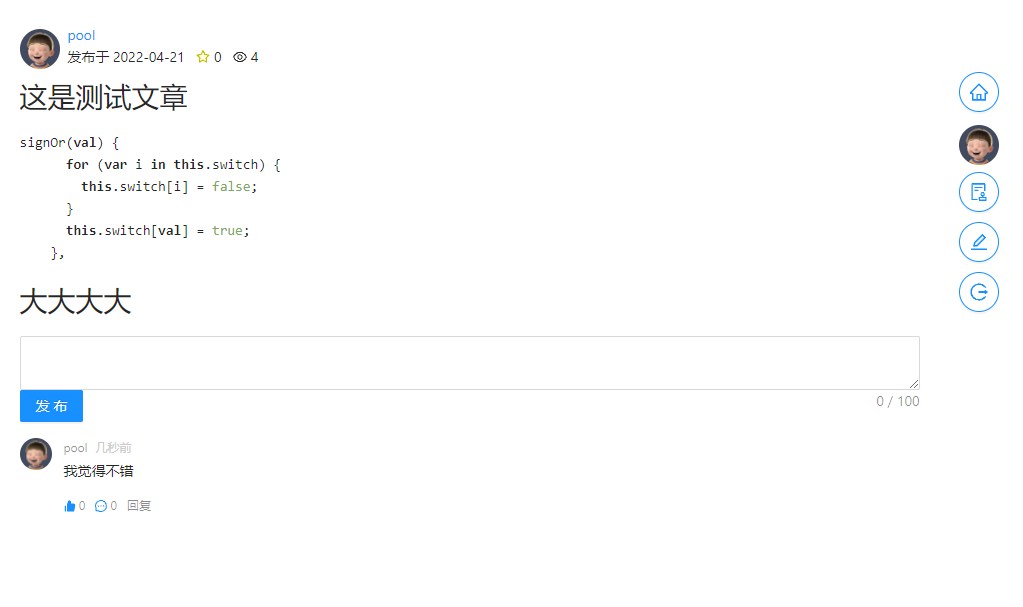 pool
发布于 2022-04-21 0 4
这是测试文章
signOr(val) {
for (var i in this.switch) {
this.switch[i] = false;
}
this.switch[val] = true;
},
大大大大
0 / 100
发 布
pool 几秒前
我觉得不错
0 0 回复